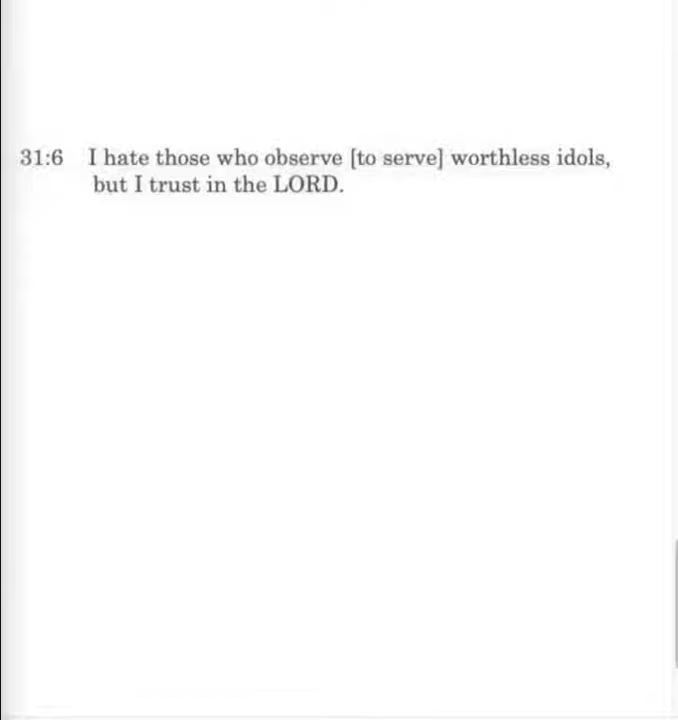 31:6 I hate those who observe [to serve] worthless idols,
but I trust in the LORD.